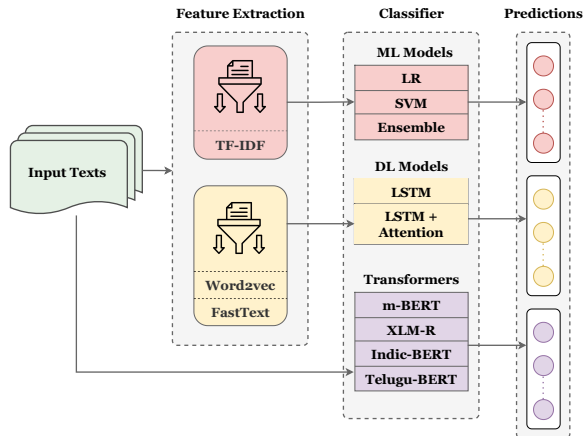 Feature Extraction
Classifier
Predictions
Input Texts
TF-IDF
Word2vec
FastText
ML Models
LR
SVM
Ensemble
DL Models
LSTM
LSTM +
Attention
Transformers
m-BERT
XLM-R
Indic-BERT
Telugu-BERT